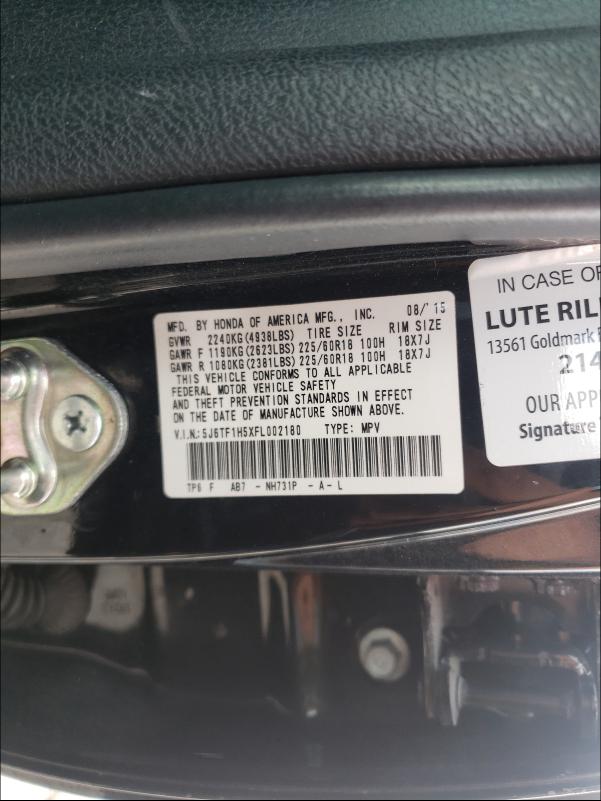 MFD. BY HONDA OF AMERICA MFG., INC. 08/'15
GVWR 2240KG(4938LBS) TIRE SIZE RIM SIZE
GAWR F 1190KG(2623LBS) 225/60R18 100H 18X7J
GAWR R 1080KG(2381LBS) 225/60R18 100H 18X7J
THIS VEHICLE CONFORMS TO ALL APPLICABLE
FEDERAL MOTOR VEHICLE SAFETY
AND THEFT PREVENTION STANDARDS IN EFFECT
ON THE DATE OF MANUFACTURE SHOWN ABOVE.
V.I.N.:5J6TF1H5XFL002180 TYPE: MPV
TP6 F AB7 - NH731P - A - L
IN CASE OF
LUTE RIL
13561 Goldmark
214
OUR APP
Signature